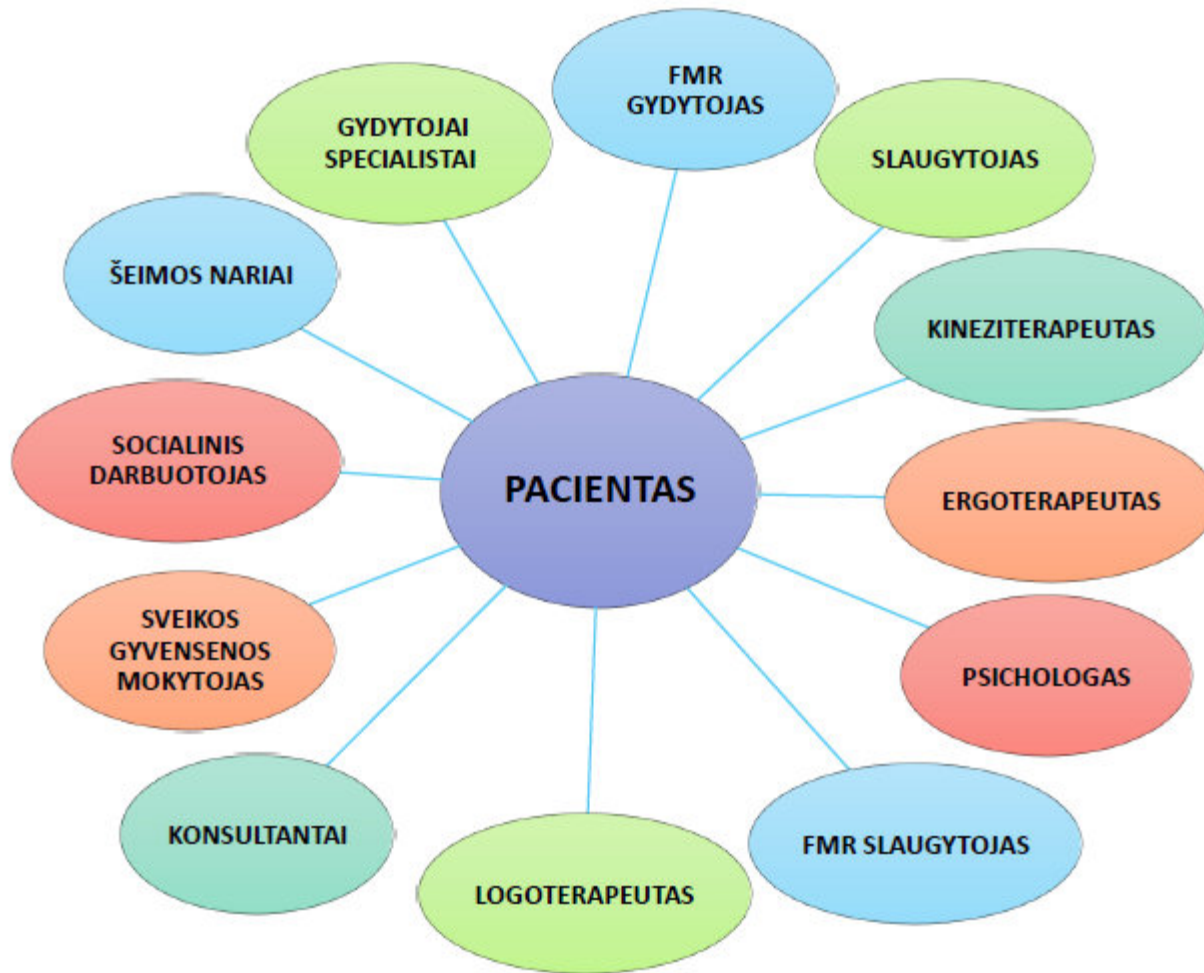 FMR
GYDYTOJAS
GYDYTOJAI
SPECIALISTAI
SLAUGYTOJAS
ŠEIMOS NARIAI
KINEZITERAPEUTAS
SOCIALINIS
DARBUOTOJAS
PACIENTAS
ERGOTERAPEUTAS
SVEIKOS
GYVENSENOS
MOKYTOJAS
PSICHOLOGAS
KONSULTANTAI
FMR SLAUGYTOJAS
LOGOTERAPEUTAS